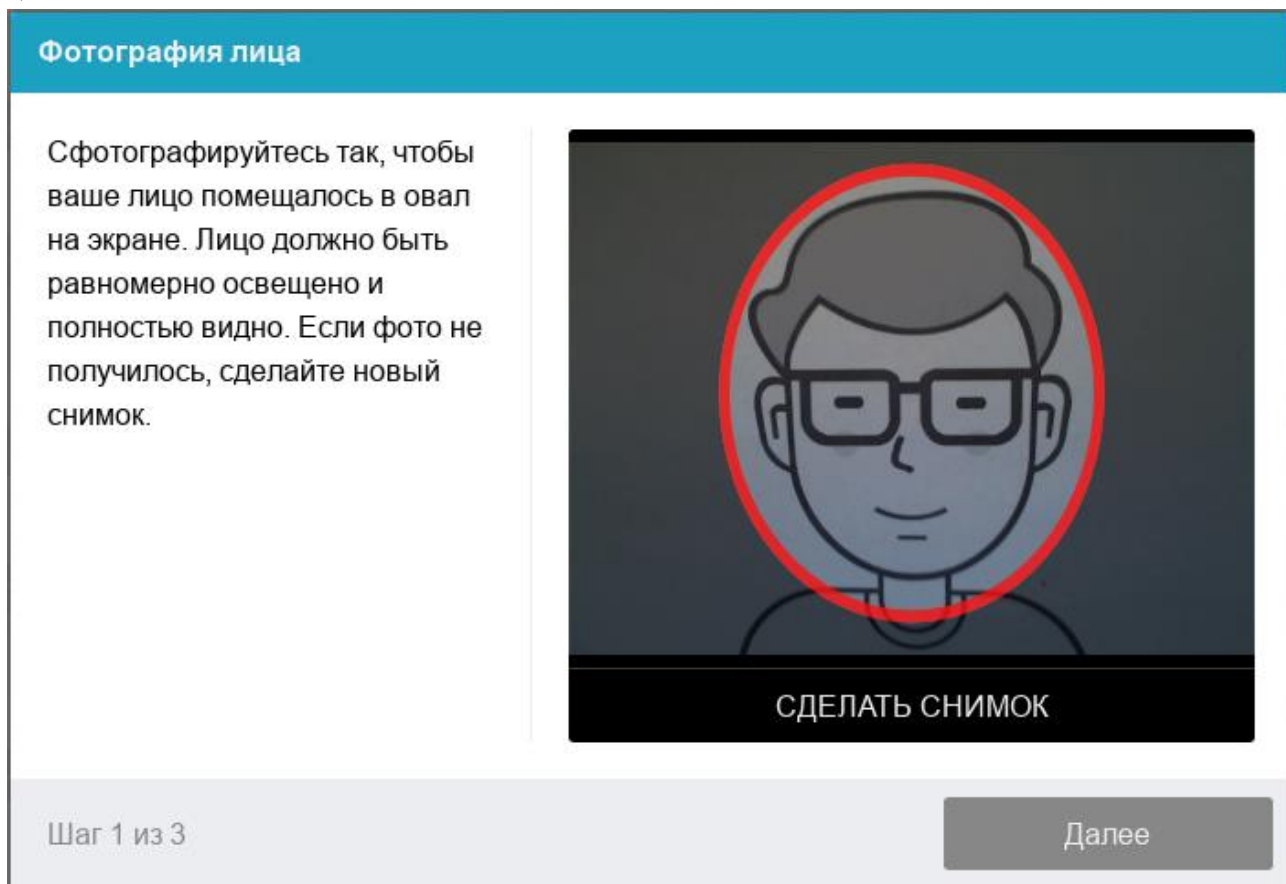 Фотография лица
Сфотографируйтесь так, чтобы
ваше лицо помещалось в овал
на экране. Лицо должно быть
равномерно освещено и
полностью видно. Если фото не
получилось, сделайте новый
снимок.
СДЕЛАТЬ СНИМОК
Шаг 1 из 3
Далее